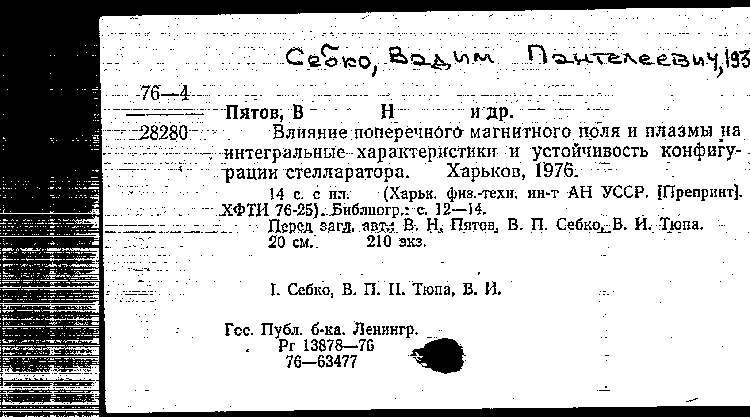 Себко, Вадим Пантелеевич, 193
76—4
28280
Пятов, В Н и др.
Влияние поперечного магнитного поля и плазмы на
интегральные характеристики и устойчивость конфигу-
рации стелларатора. Харьков, 1976.
14 с. с ил. (Харьк. физ.-техн. ин-т АН УССР. [Препринт].
ХФТИ 76-25). Библиогр.: с. 12—14.
Перед загл. авт.: В. Н. Пятов, В. П. Себко, В. И. Тюпа.
20 см. 210 экз.
I. Себко, В. П. II. Тюпа, В. И.
Гос. Публ. б-ка. Ленингр.
Рг 13878—76
76—63477